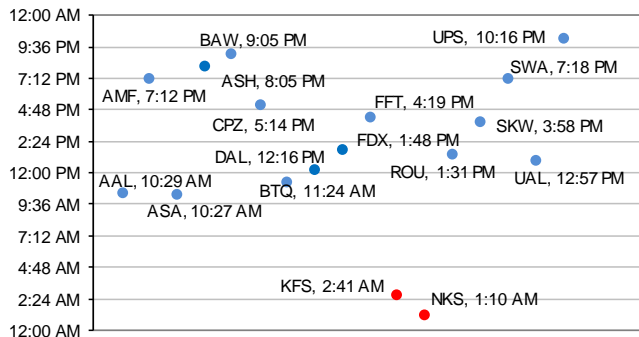 12:00 AM
9:36 PM
7:12 PM
4:48 PM
2:24 PM
12:00 PM
9:36 AM
7:12 AM
4:48 AM
2:24 AM
12:00 AM
BAW, 9:05 PM
UPS, 10:16 PM
AMF, 7:12 PM
ASH, 8:05 PM
SWA, 7:18 PM
CPZ, 5:14 PM
FFT, 4:19 PM
SKW, 3:58 PM
DAL, 12:16 PM
FDX, 1:48 PM
AAL, 10:29 AM
BTQ, 11:24 AM
ROU, 1:31 PM
UAL, 12:57 PM
ASA, 10:27 AM
KFS, 2:41 AM
NKS, 1:10 AM